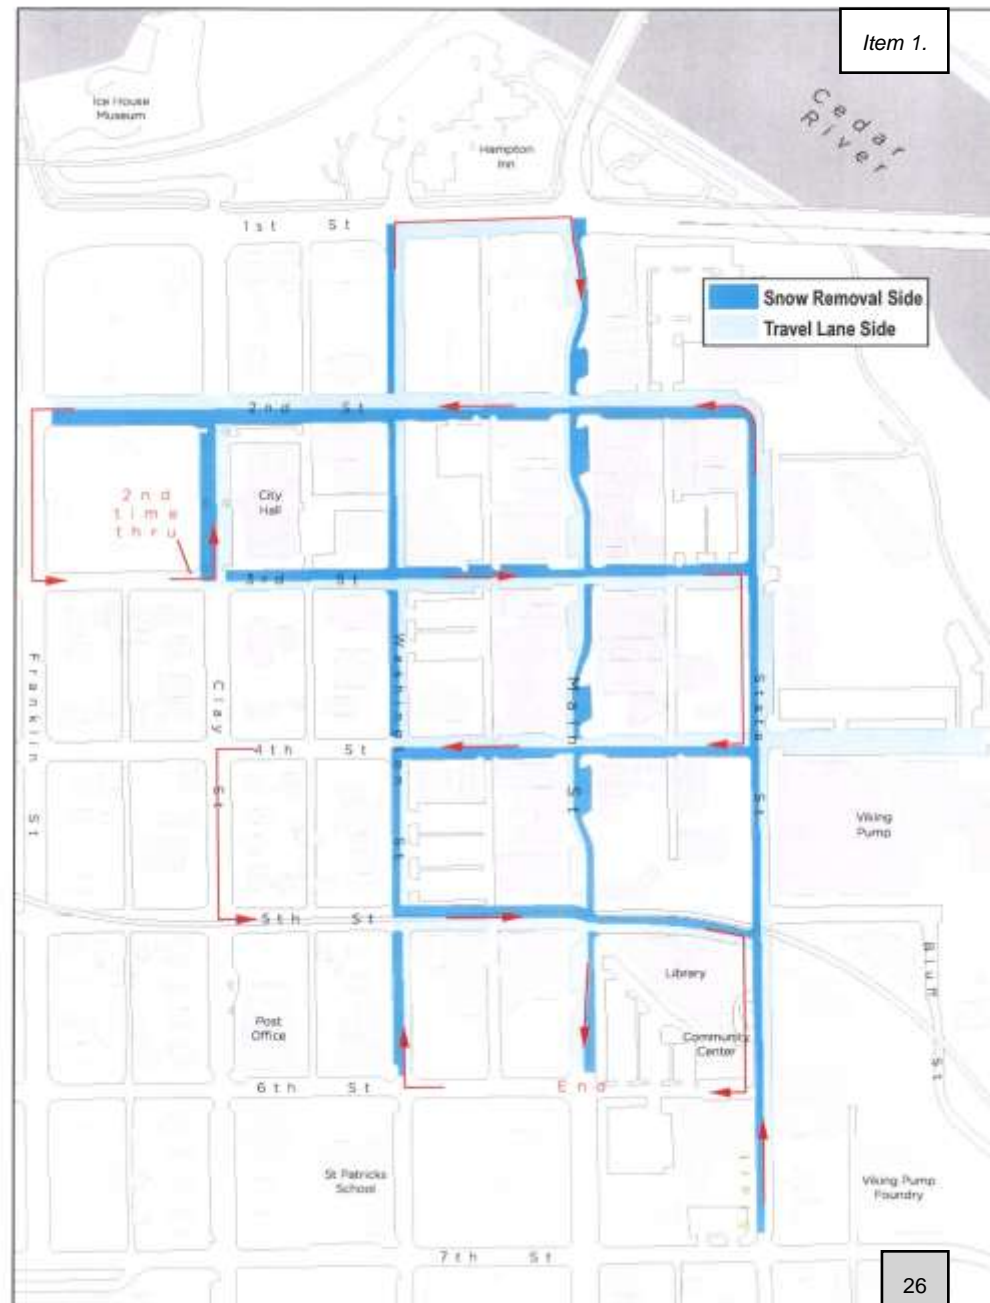 Item 1.
Cedar
River
Ice House
Museum
Hampton
Inn
1st St
Snow Removal Side
Travel Lane Side
2nd St
2nd
time
thru
City
Hall
3rd St
Franklin St
Clay St
Washington St
Main St
State St
4th St
Viking
Pump
5th St
Bluff St
Library
Post
Office
Community
Center
6th St
End
St Patricks
School
Viking Pump
Foundry
7th St
26